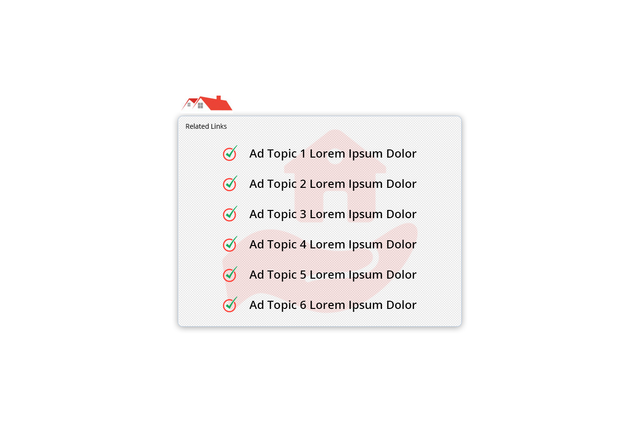 Related Links
Ad Topic 1 Lorem Ipsum Dolor
Ad Topic 2 Lorem Ipsum Dolor
Ad Topic 3 Lorem Ipsum Dolor
Ad Topic 4 Lorem Ipsum Dolor
Ad Topic 5 Lorem Ipsum Dolor
Ad Topic 6 Lorem Ipsum Dolor